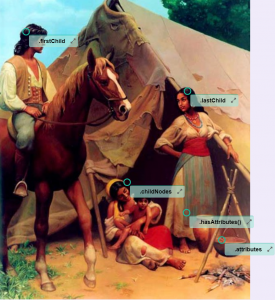 .firstChild
.lastChild
.childNodes
.hasAttributes()
.attributes